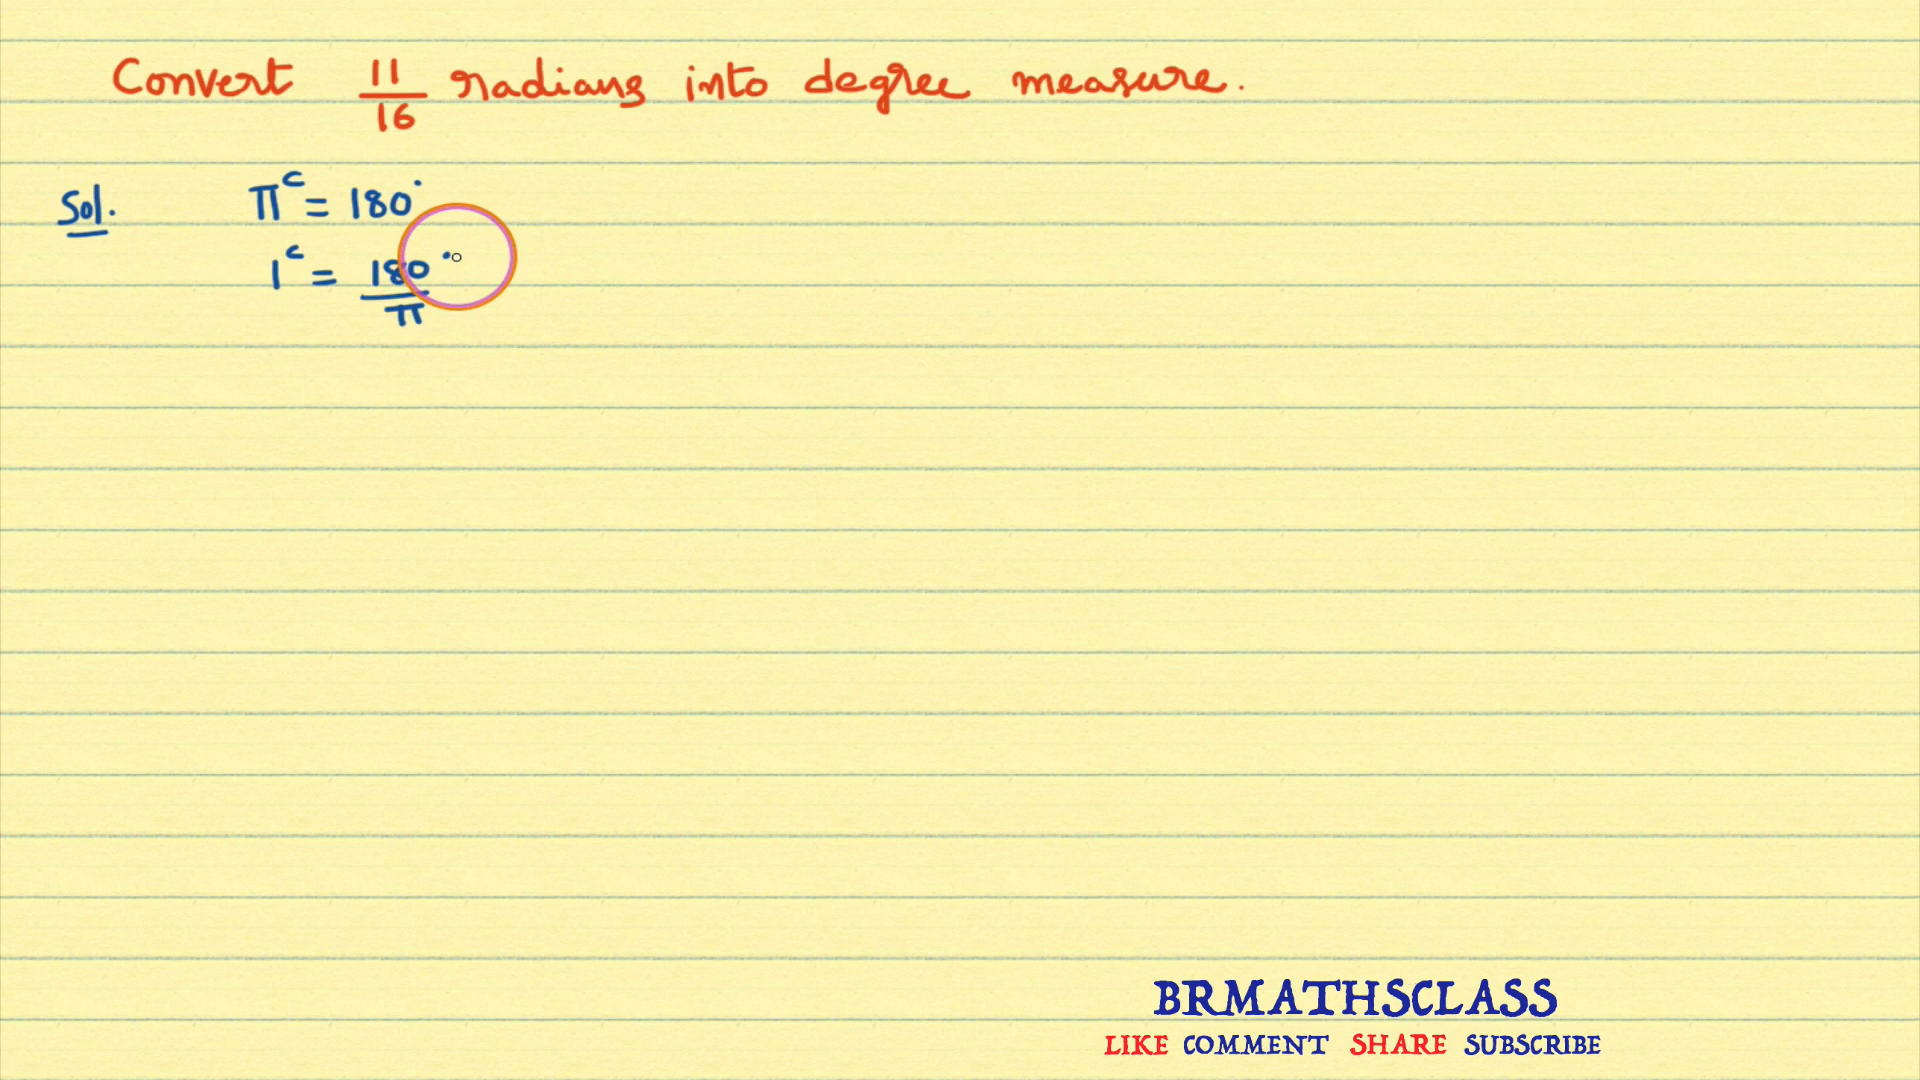 Convert 11/16 radians into degree measure.
Sol. π^c = 180°
1^c = 180°/π
BRMATHSCLASS
LIKE COMMENT SHARE SUBSCRIBE